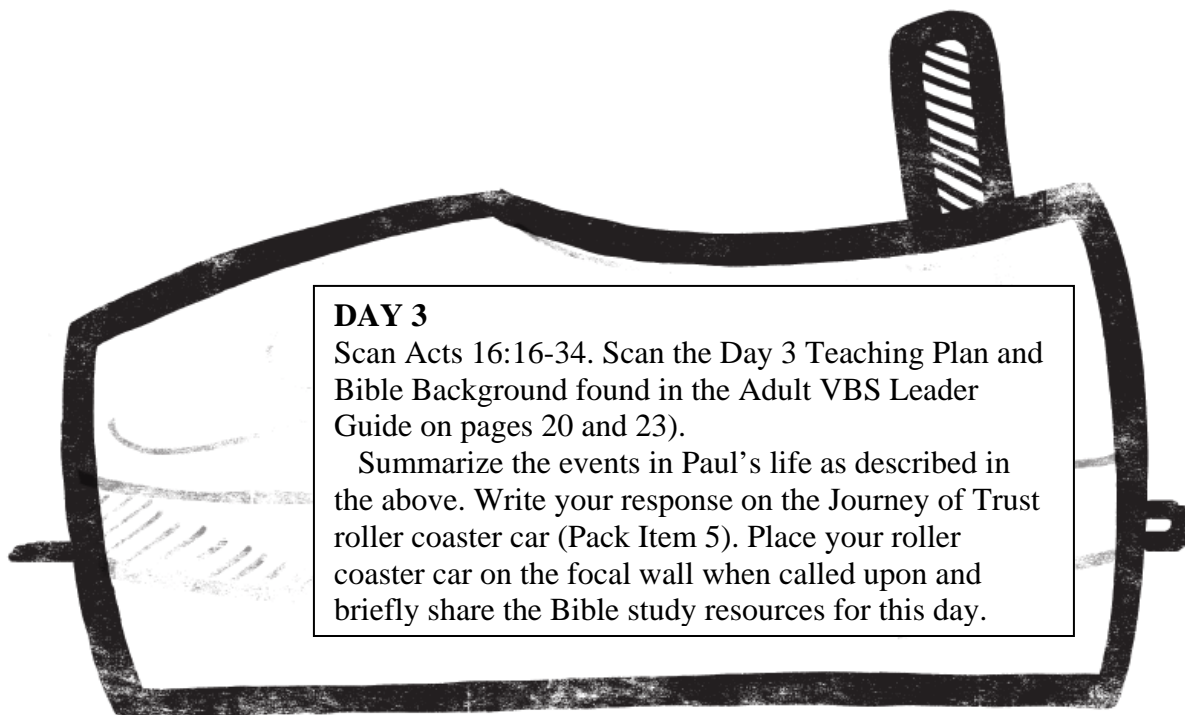 DAY 3
Scan Acts 16:16-34. Scan the Day 3 Teaching Plan and
Bible Background found in the Adult VBS Leader
Guide on pages 20 and 23).
Summarize the events in Paul’s life as described in
the above. Write your response on the Journey of Trust
roller coaster car (Pack Item 5). Place your roller
coaster car on the focal wall when called upon and
briefly share the Bible study resources for this day.